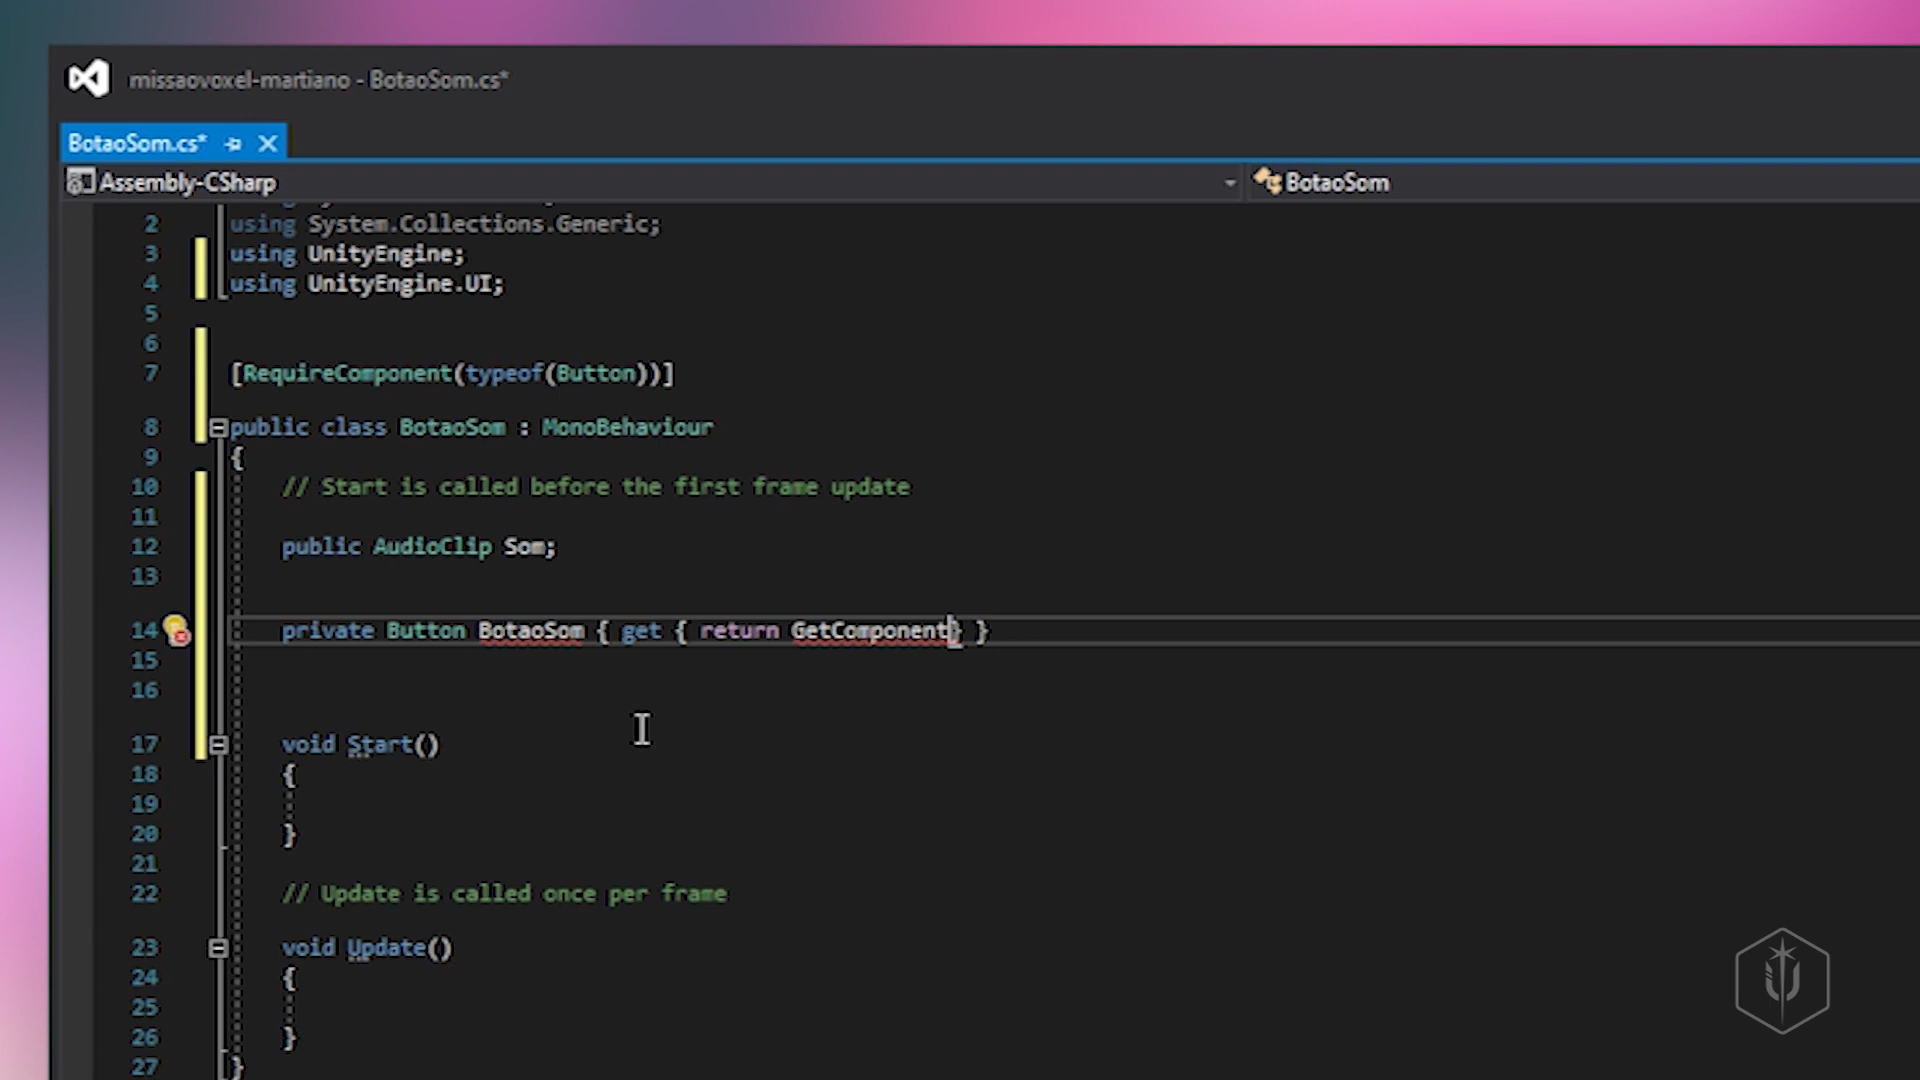 missaovoxel-martiano - BotaoSom.cs*
BotaoSom.cs*
Assembly-CSharp BotaoSom
2 using System.Collections.Generic;
3 using UnityEngine;
4 using UnityEngine.UI;
5
6
7 [RequireComponent(typeof(Button))]
8 public class BotaoSom : MonoBehaviour
9 {
10 // Start is called before the first frame update
11
12 public AudioClip Som;
13
14 private Button BotaoSom { get { return GetComponent} }
15
16
17 void Start()
18 {
19
20 }
21
22 // Update is called once per frame
23 void Update()
24 {
25
26 }
27 }